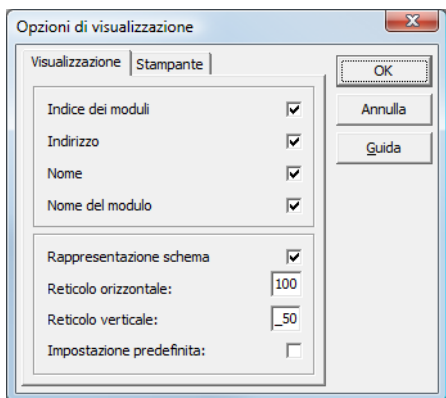 Opzioni di visualizzazione
Visualizzazione Stampante
OK
Annulla
Guida
Indice dei moduli
Indirizzo
Nome
Nome del modulo
Rappresentazione schema
Reticolo orizzontale: 100
Reticolo verticale: _50
Impostazione predefinita: